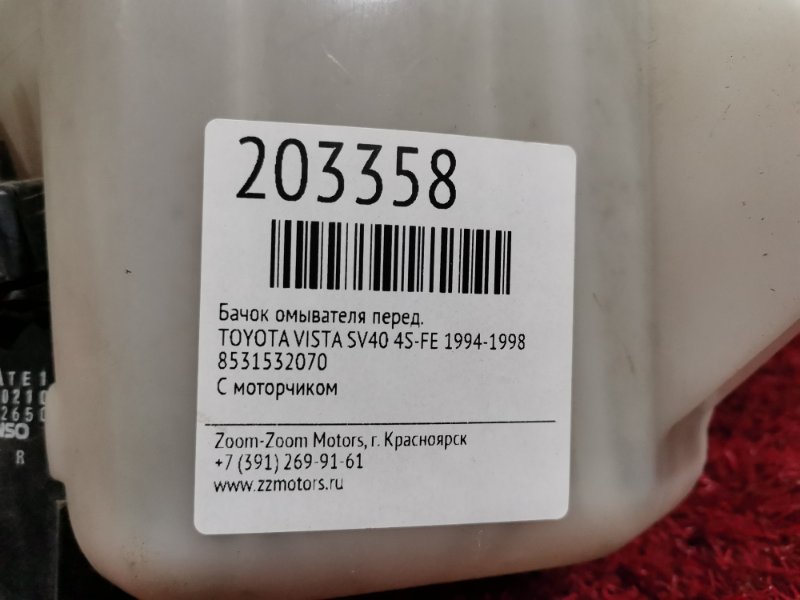 203358
Бачок омывателя перед.
TOYOTA VISTA SV40 4S-FE 1994-1998
8531532070
С моторчиком
Zoom-Zoom Motors, г. Красноярск
+7 (391) 269-91-61
www.zzmotors.ru
R